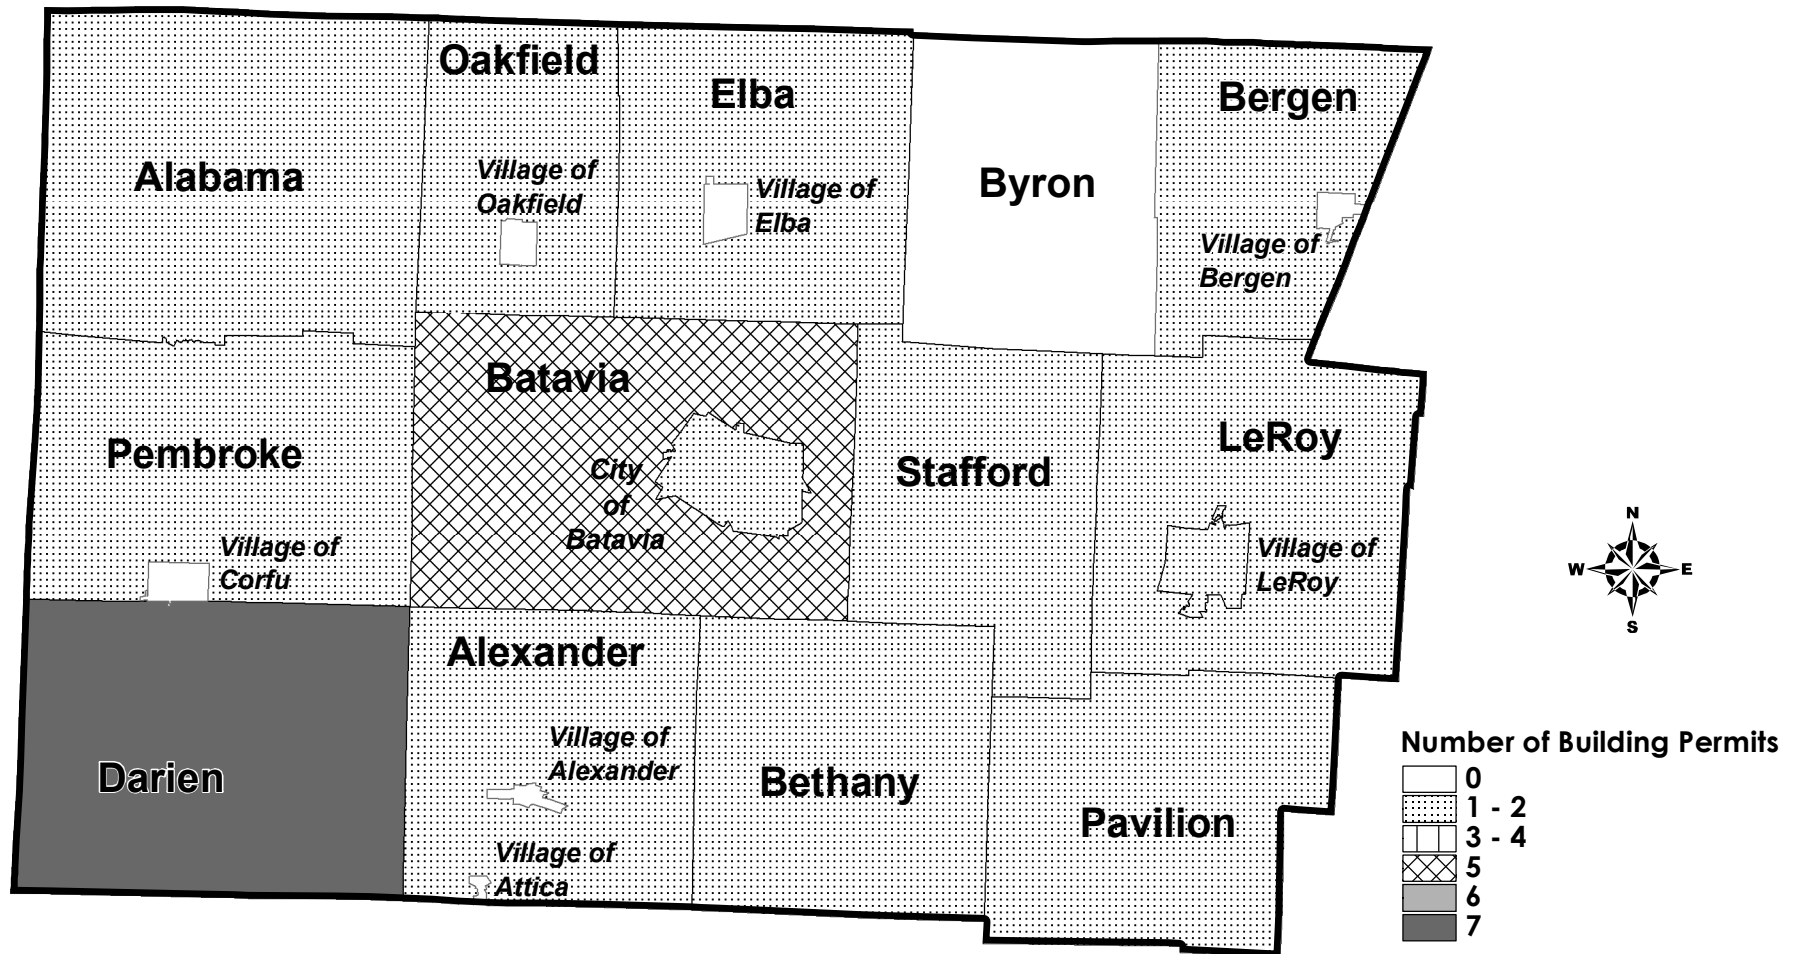 Oakfield
Elba
Bergen
Alabama
Village of
Oakfield
Village of
Elba
Byron
Village of
Bergen
Batavia
Pembroke
City
of
Batavia
Stafford
LeRoy
Village of
Corfu
Village of
LeRoy
N
W
E
S
Alexander
Darien
Village of
Alexander
Bethany
Village of
Attica
Pavilion
Number of Building Permits
0
1 - 2
3 - 4
5
6
7